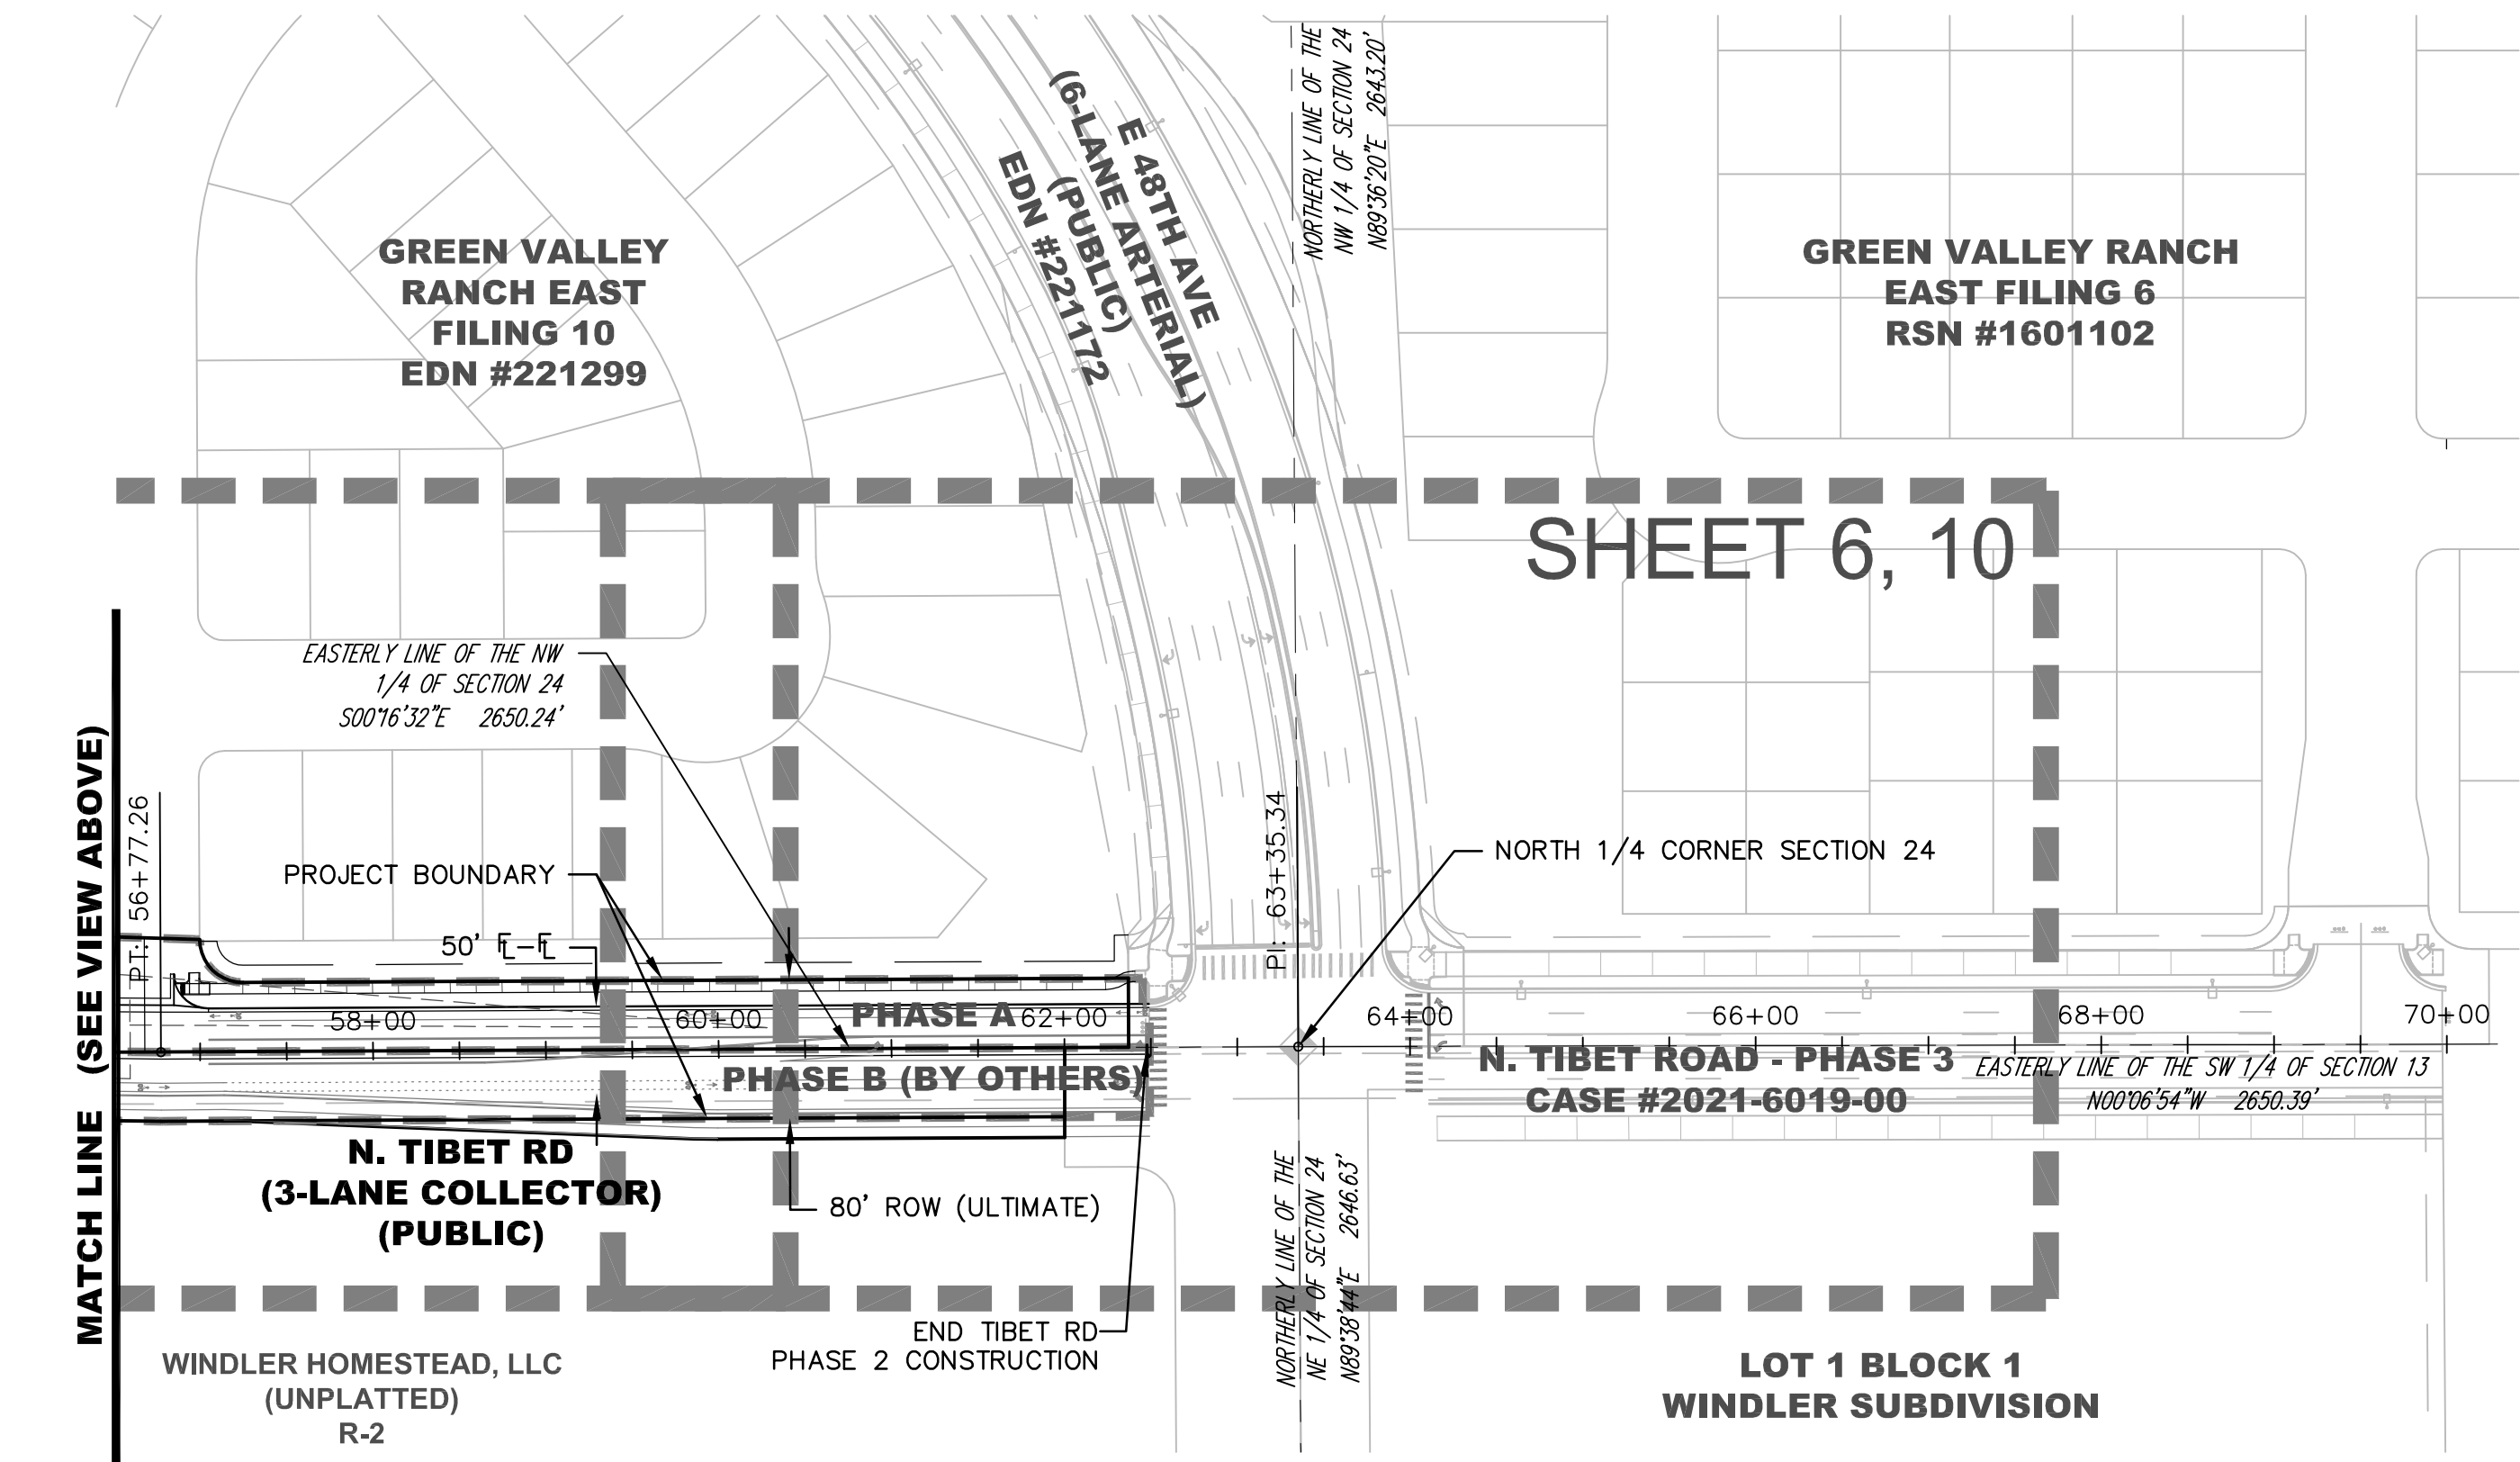 NORTHERLY LINE OF THE
NW 1/4 OF SECTION 24
N89°36'20"E 2643.20'
E 48TH AVE
(6-LANE ARTERIAL)
(PUBLIC)
EDN #221172
GREEN VALLEY
RANCH EAST
FILING 10
EDN #221299
GREEN VALLEY RANCH
EAST FILING 6
RSN #1601102
SHEET 6, 10
EASTERLY LINE OF THE NW
1/4 OF SECTION 24
S00°16'32"E 2650.24'
MATCH LINE (SEE VIEW ABOVE)
PT: 56+77.26
PROJECT BOUNDARY
50' FL-FL
PI: 63+35.34
NORTH 1/4 CORNER SECTION 24
58+00
60+00
PHASE A
62+00
64+00
66+00
68+00
70+00
PHASE B (BY OTHERS)
N. TIBET ROAD - PHASE 3
CASE #2021-6019-00
EASTERLY LINE OF THE SW 1/4 OF SECTION 13
N00°06'54"W 2650.39'
N. TIBET RD
(3-LANE COLLECTOR)
(PUBLIC)
80' ROW (ULTIMATE)
NORTHERLY LINE OF THE
NE 1/4 OF SECTION 24
N89°38'44"E 2646.63'
END TIBET RD
PHASE 2 CONSTRUCTION
WINDLER HOMESTEAD, LLC
(UNPLATTED)
R-2
LOT 1 BLOCK 1
WINDLER SUBDIVISION